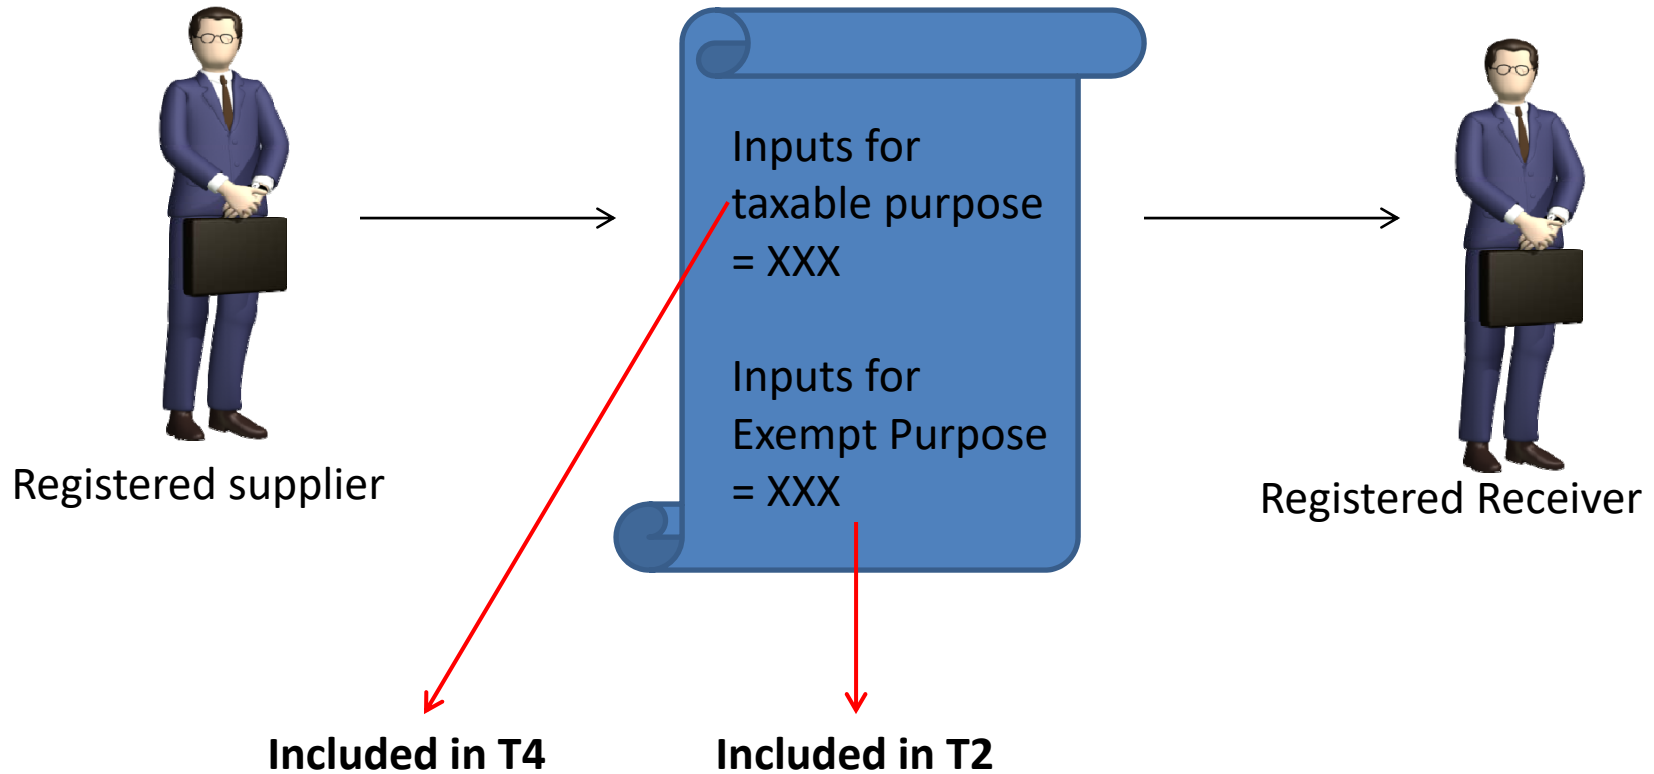 Inputs for
taxable purpose
= XXX
Inputs for
Exempt Purpose
= XXX
Registered supplier
Registered Receiver
Included in T4
Included in T2